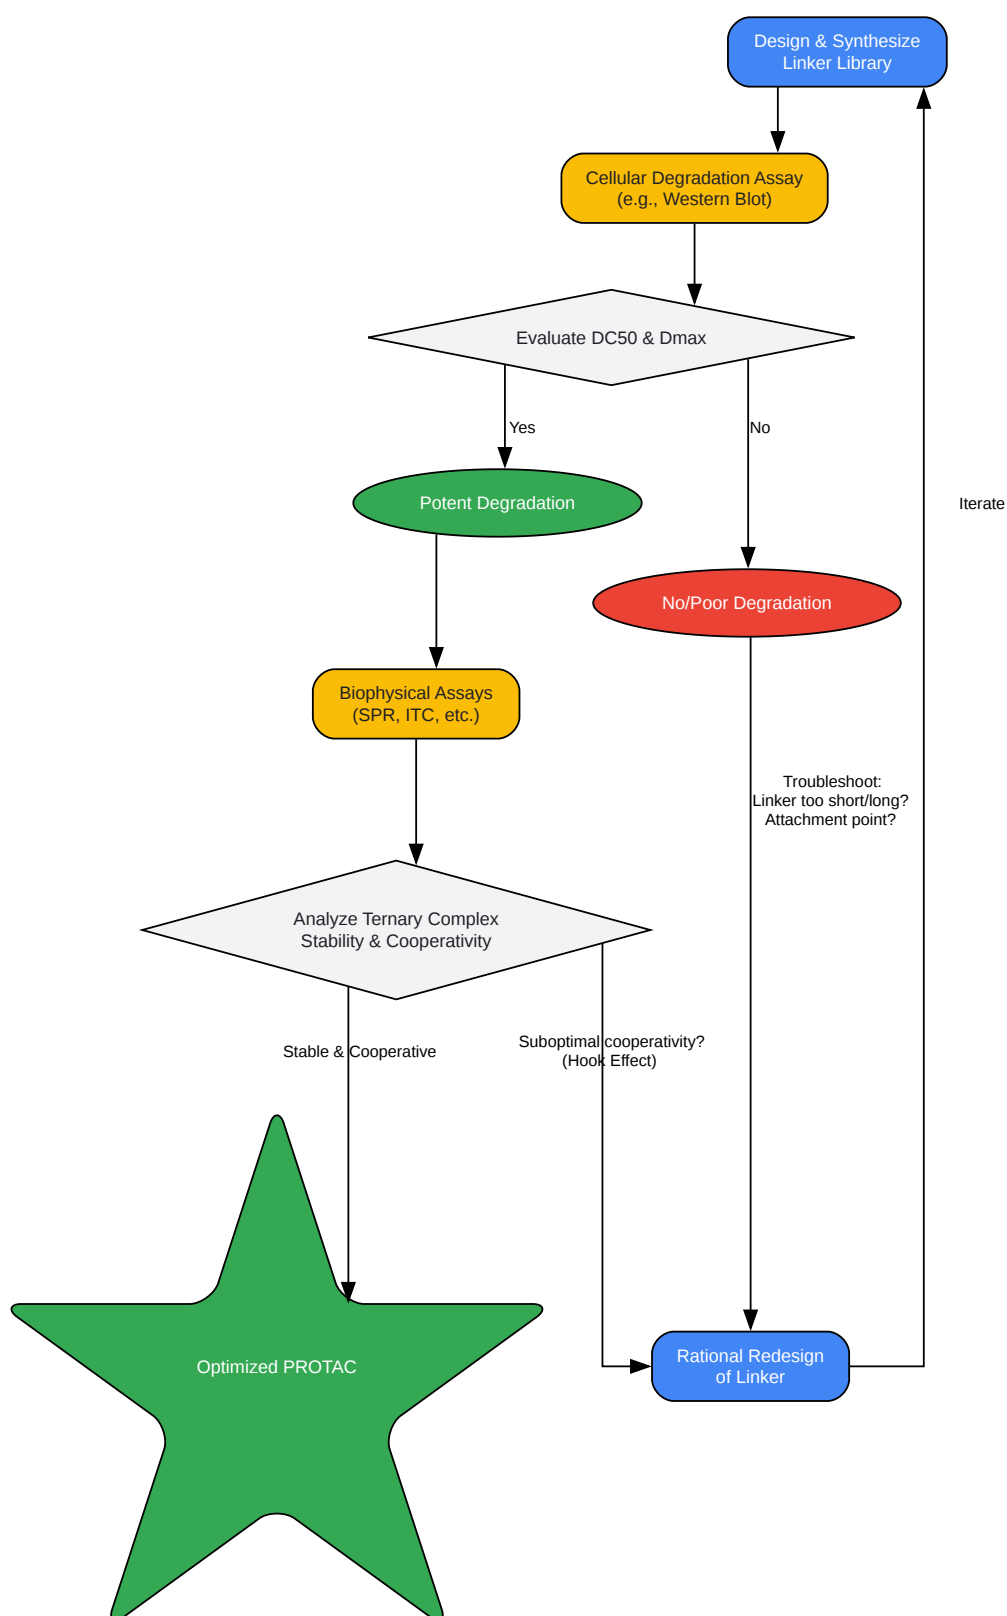 Design & Synthesize
Linker Library
Cellular Degradation Assay
(e.g., Western Blot)
Evaluate DC50 & Dmax
Yes
No
Potent Degradation
Iterate
No/Poor Degradation
Biophysical Assays
(SPR, ITC, etc.)
Troubleshoot:
Linker too short/long?
Attachment point?
Analyze Ternary Complex
Stability & Cooperativity
Stable & Cooperative
Suboptimal cooperativity?
(Hook Effect)
Optimized PROTAC
Rational Redesign
of Linker